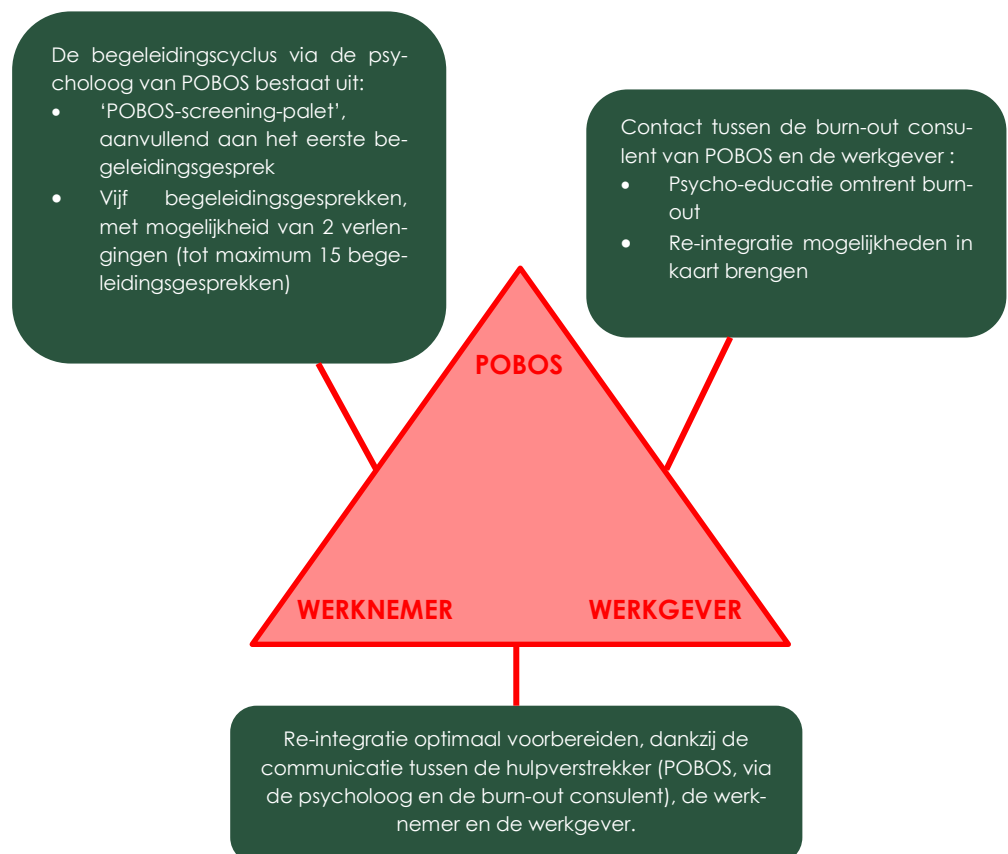 De begeleidingscyclus via de psy-
choloog van POBOS bestaat uit:
• 'POBOS-screening-palet',
aanvullend aan het eerste be-
geleidingsgesprek
• Vijf begeleidingsgesprekken,
met mogelijkheid van 2 verlen-
gingen (tot maximum 15 bege-
leidingsgesprekken)
Contact tussen de burn-out consu-
lent van POBOS en de werkgever :
• Psycho-educatie omtrent burn-
out
• Re-integratie mogelijkheden in
kaart brengen
POBOS
WERKNEMER
WERKGEVER
Re-integratie optimaal voorbereiden, dankzij de
communicatie tussen de hulpverstrekker (POBOS, via
de psycholoog en de burn-out consulent), de werk-
nemer en de werkgever.